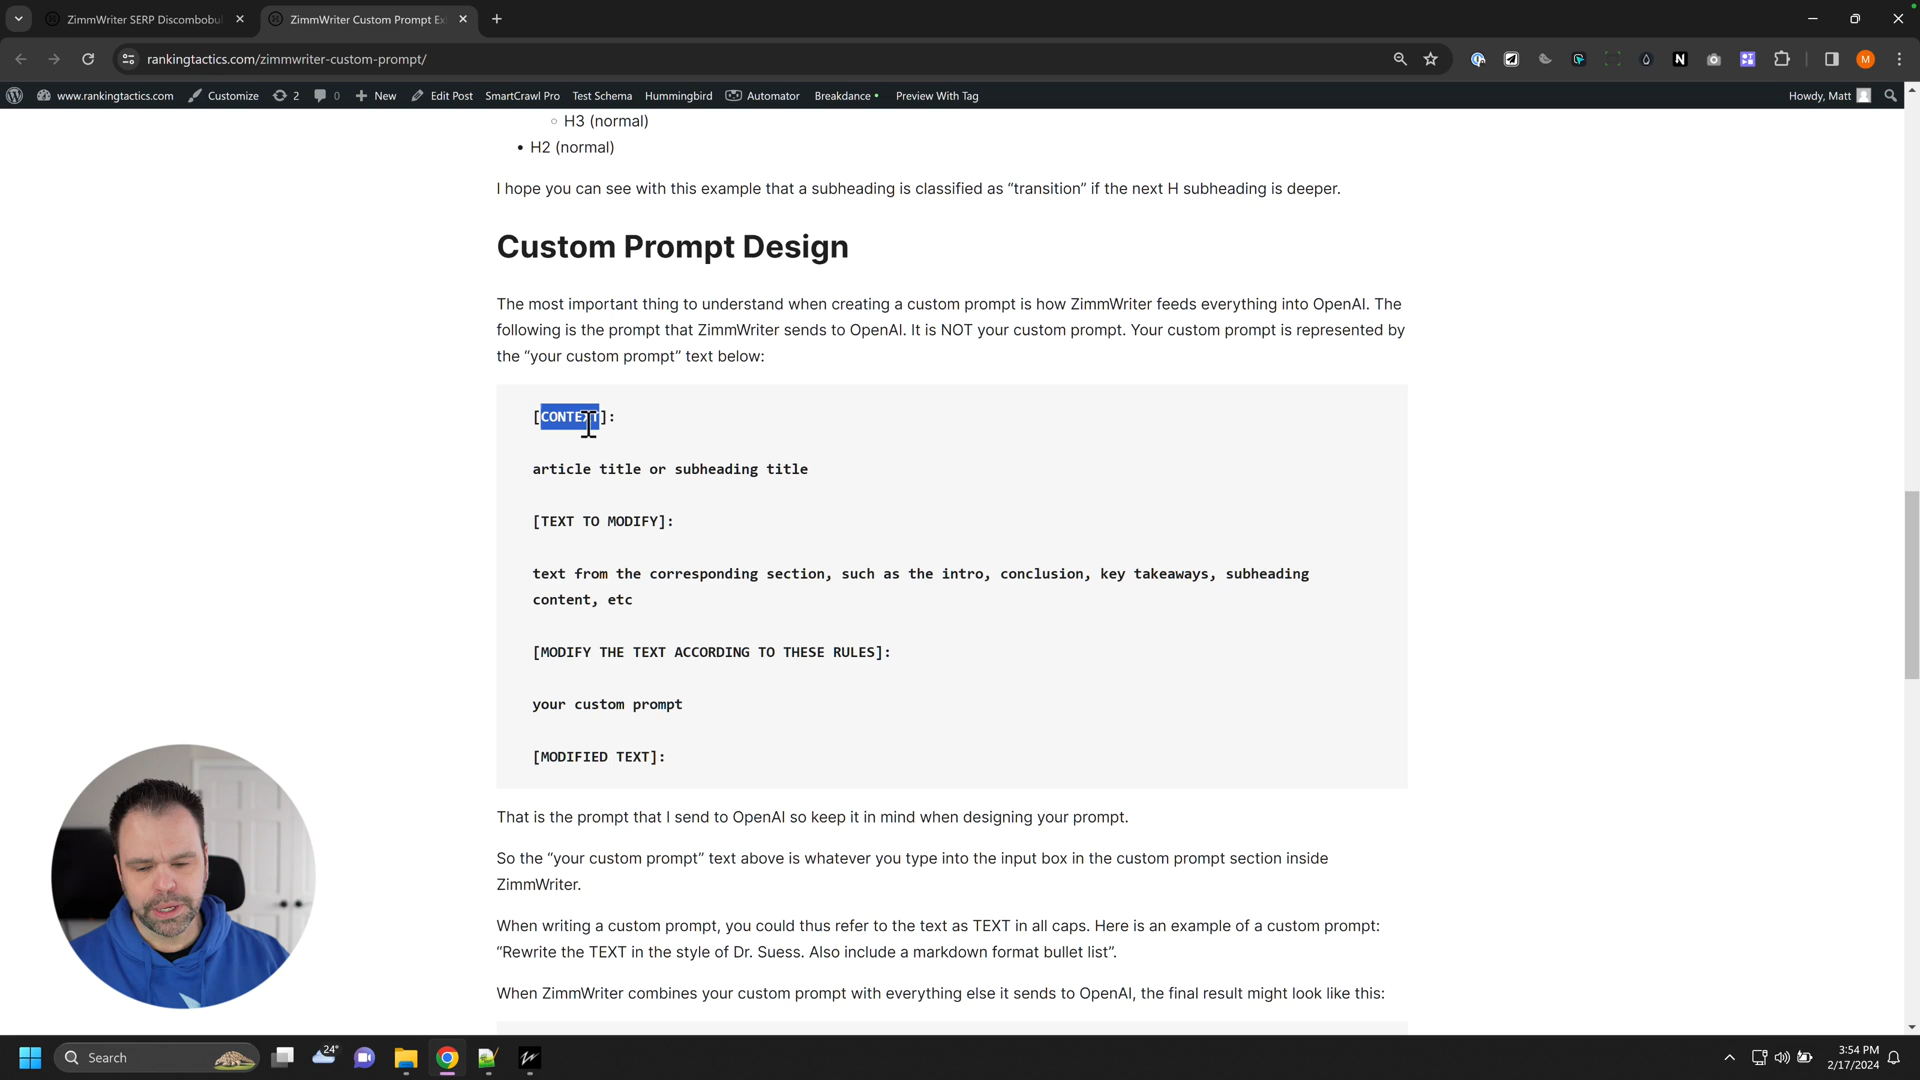 ZimmWriter SERP Discombobul
ZimmWriter Custom Prompt Ex
rankingtactics.com/zimmwriter-custom-prompt/
www.rankingtactics.com Customize 2 0 New Edit Post SmartCrawl Pro Test Schema Hummingbird Automator Breakdance Preview With Tag Howdy, Matt
H3 (normal)
H2 (normal)
I hope you can see with this example that a subheading is classified as “transition” if the next H subheading is deeper.
Custom Prompt Design
The most important thing to understand when creating a custom prompt is how ZimmWriter feeds everything into OpenAI. The
following is the prompt that ZimmWriter sends to OpenAI. It is NOT your custom prompt. Your custom prompt is represented by
the “your custom prompt” text below:
[CONTEXT]:
article title or subheading title
[TEXT TO MODIFY]:
text from the corresponding section, such as the intro, conclusion, key takeaways, subheading
content, etc
[MODIFY THE TEXT ACCORDING TO THESE RULES]:
your custom prompt
[MODIFIED TEXT]:
That is the prompt that I send to OpenAI so keep it in mind when designing your prompt.
So the “your custom prompt” text above is whatever you type into the input box in the custom prompt section inside
ZimmWriter.
When writing a custom prompt, you could thus refer to the text as TEXT in all caps. Here is an example of a custom prompt:
“Rewrite the TEXT in the style of Dr. Suess. Also include a markdown format bullet list”.
When ZimmWriter combines your custom prompt with everything else it sends to OpenAI, the final result might look like this:
Search
24°
3:54 PM
2/17/2024